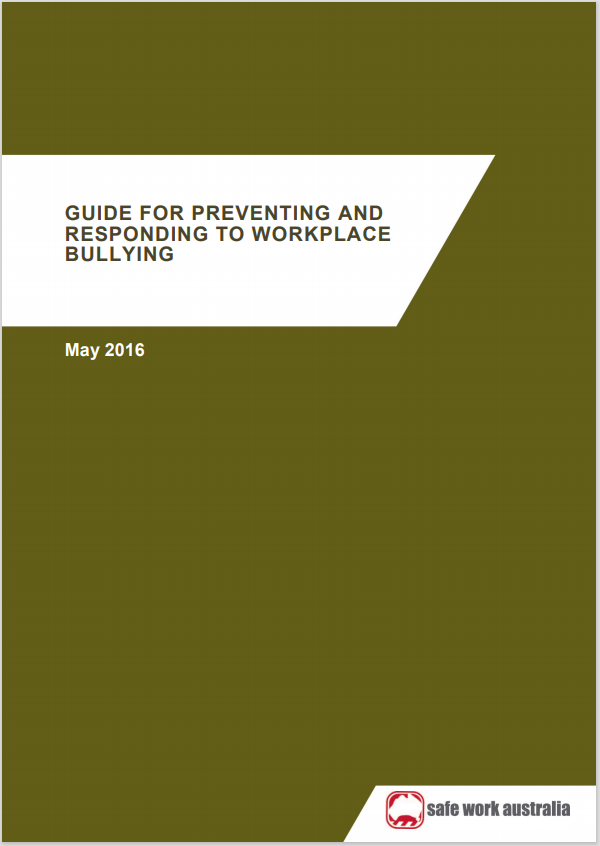 GUIDE FOR PREVENTING AND
RESPONDING TO WORKPLACE
BULLYING
May 2016
safe work australia